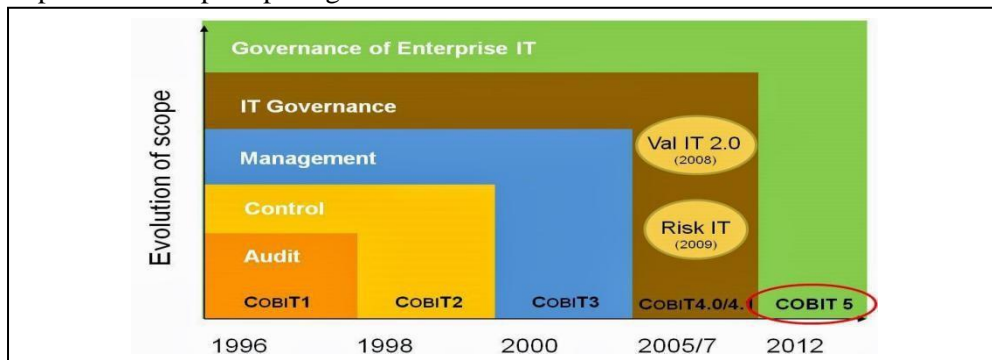 Governance of Enterprise IT
IT Governance
Val IT 2.0
(2008)
Management
Control
Risk IT
(2009)
Audit
COBIT1 COBIT2 COBIT3 COBIT4.0/4.1 COBIT 5
1996 1998 2000 2005/7 2012
Evolution of scope